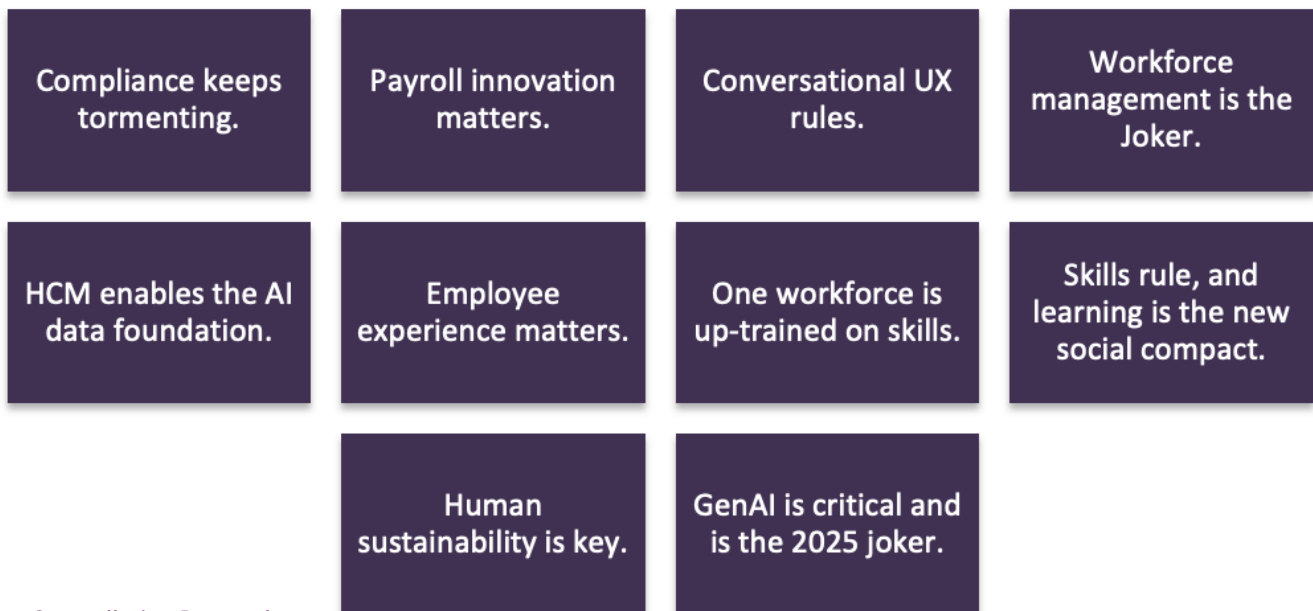 Compliance keeps
tormenting.
Payroll innovation
matters.
Conversational UX
rules.
Workforce
management is the
Joker.
HCM enables the AI
data foundation.
Employee
experience matters.
One workforce is
up-trained on skills.
Skills rule, and
learning is the new
social compact.
Human
sustainability is key.
GenAI is critical and
is the 2025 joker.